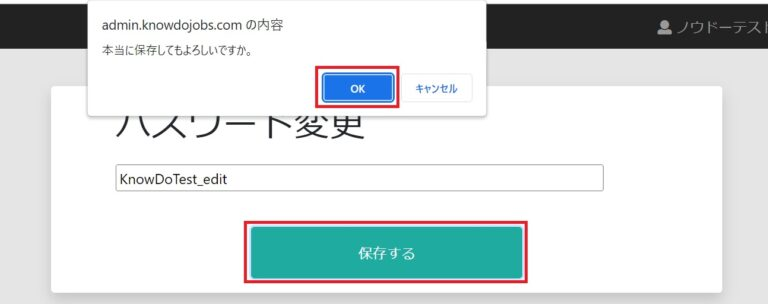 admin.knowdojobs.com の内容
ノウドーテスト
本当に保存してもよろしいですか。
OK
キャンセル
パスワード変更
KnowDoTest_edit
保存する